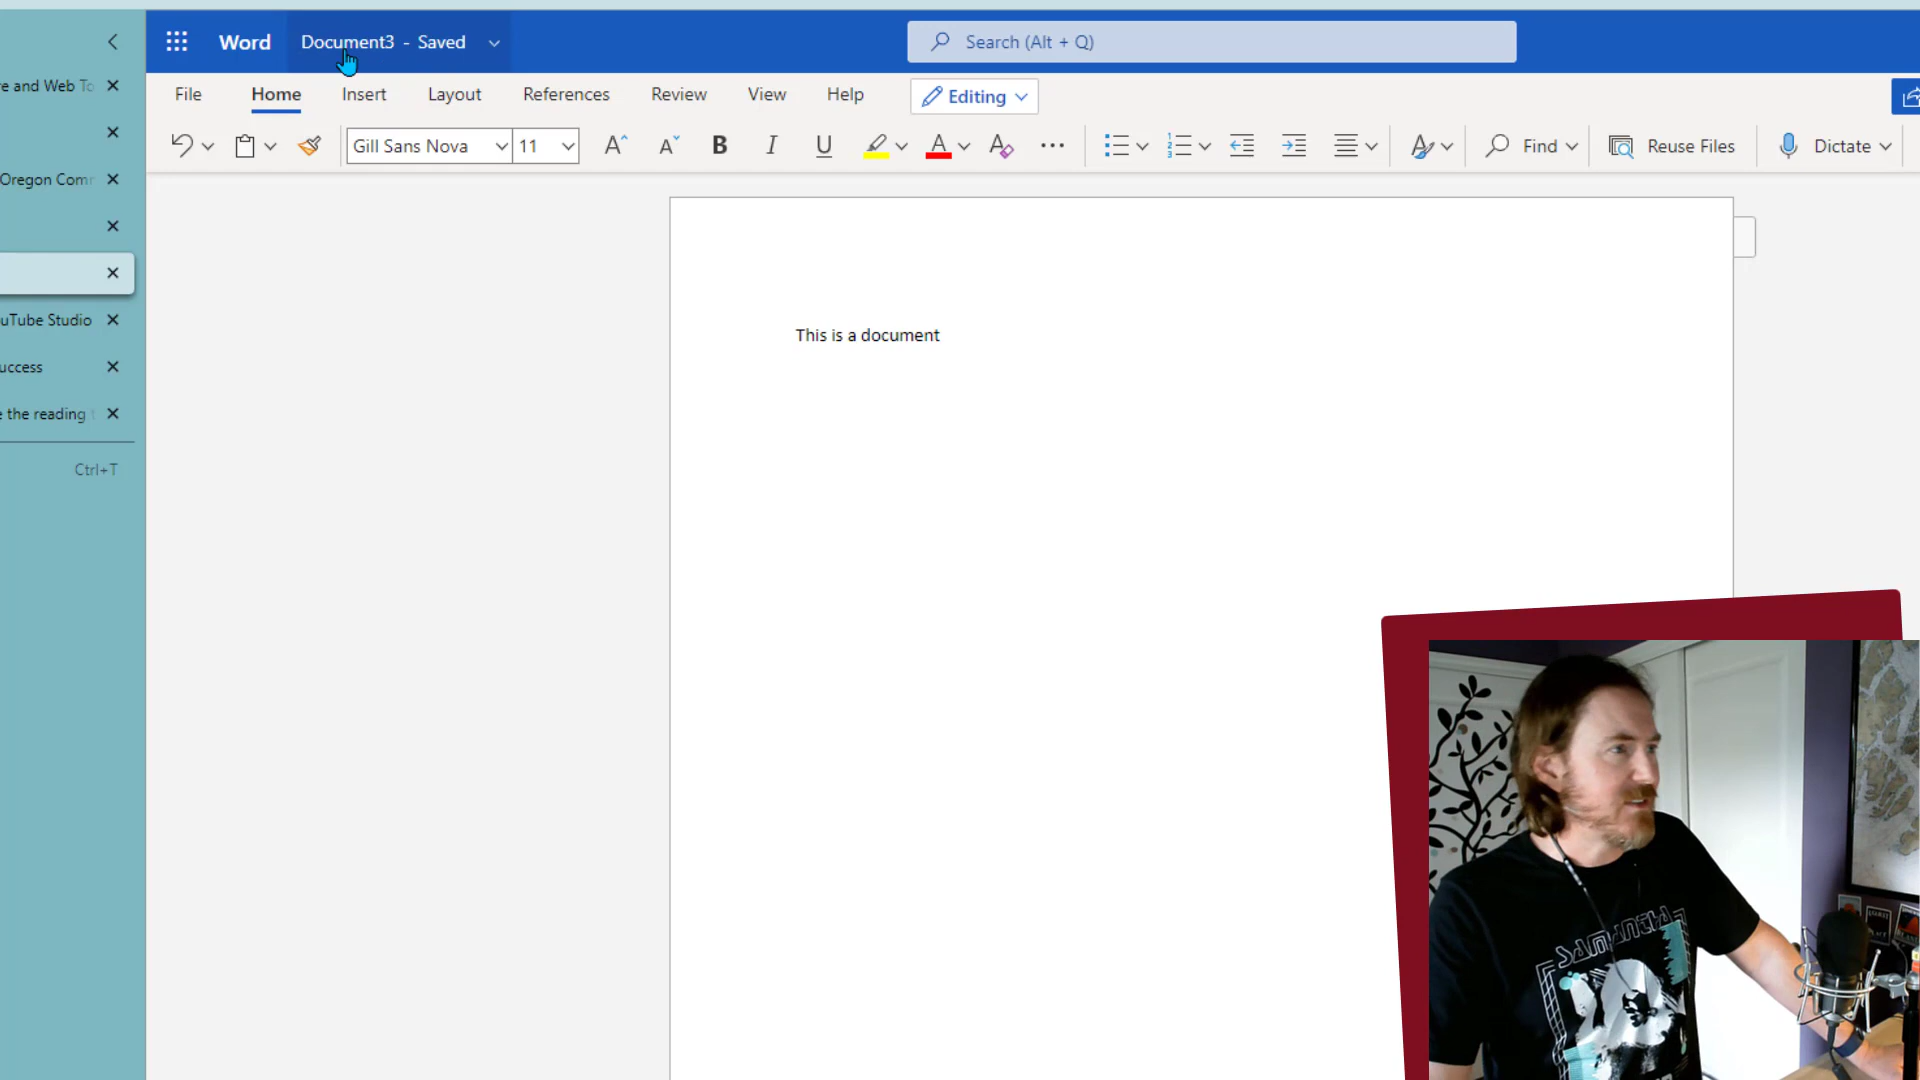 Word
Document3 - Saved
Search (Alt + Q)
re and Web To
File
Home
Insert
Layout
References
Review
View
Help
Editing
Gill Sans Nova
11
A
A
B
I
U
A
A
Find
Reuse Files
Dictate
Oregon Com
uTube Studio
uccess
e the reading t
Ctrl+T
This is a document